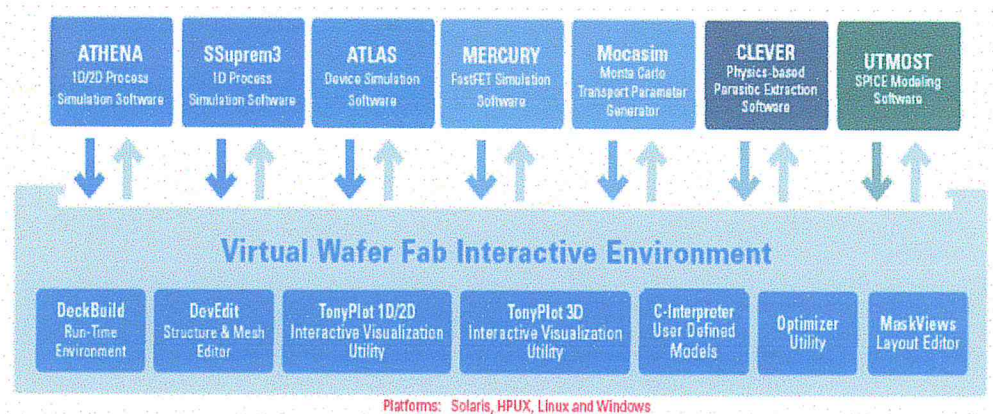 ATHENA
1D/2D Process
Simulation Software
SSuprem3
1D Process
Simulation Software
ATLAS
Device Simulation
Software
MERCURY
FastFET Simulation
Software
Mocasim
Monte Carlo
Transport Parameter
Generator
CLEVER
Physics-based
Parasitic Extraction
Software
UTMOST
SPICE Modeling
Software
Virtual Wafer Fab Interactive Environment
DeckBuild
Run-Time
Environment
DevEdit
Structure & Mesh
Editor
TonyPlot 1D/2D
Interactive Visualization
Utility
TonyPlot 3D
Interactive Visualization
Utility
C-Interpreter
User Defined
Models
Optimizer
Utility
MaskViews
Layout Editor
Platforms: Solaris, HPUX, Linux and Windows